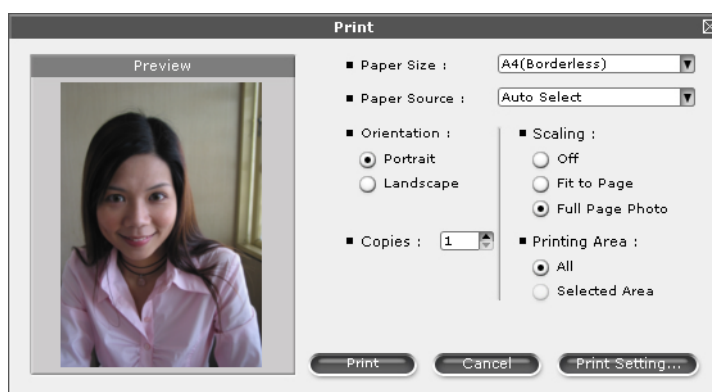 Print
Preview
Paper Size : A4(Borderless)
Paper Source : Auto Select
Orientation :
Portrait
Landscape
Scaling :
Off
Fit to Page
Full Page Photo
Copies : 1
Printing Area :
All
Selected Area
Print Cancel Print Setting...